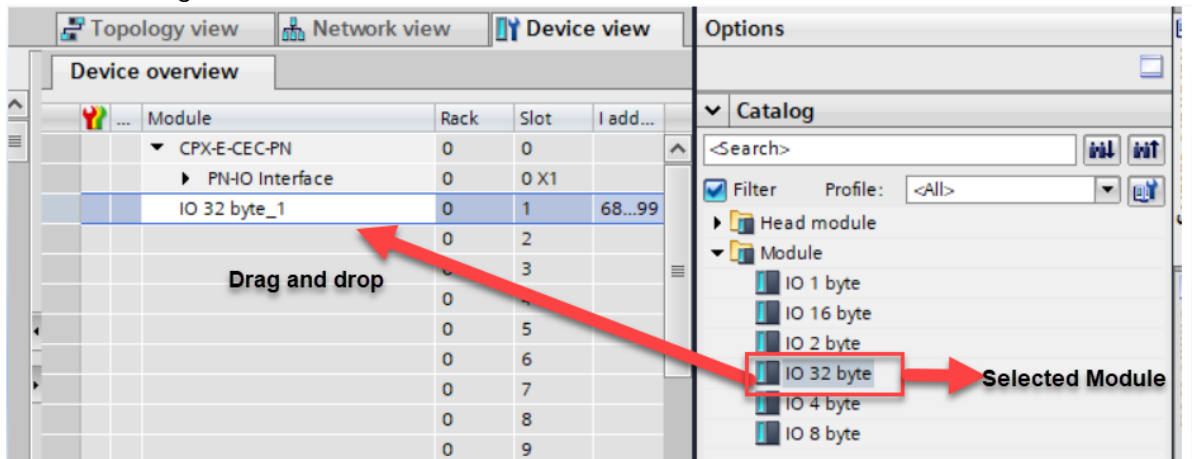 Topology view Network view Device view Options
Device overview
... Module Rack Slot I add...
Catalog
CPX-E-CEC-PN 0 0
<Search>
PN-IO Interface 0 0 X1
Filter Profile: <All>
IO 32 byte_1 0 1 68...99
Head module
0 2
Module
Drag and drop
3
IO 1 byte
0
IO 16 byte
0 5
IO 2 byte
0 6
IO 32 byte Selected Module
0 7
IO 4 byte
0 8
IO 8 byte
0 9